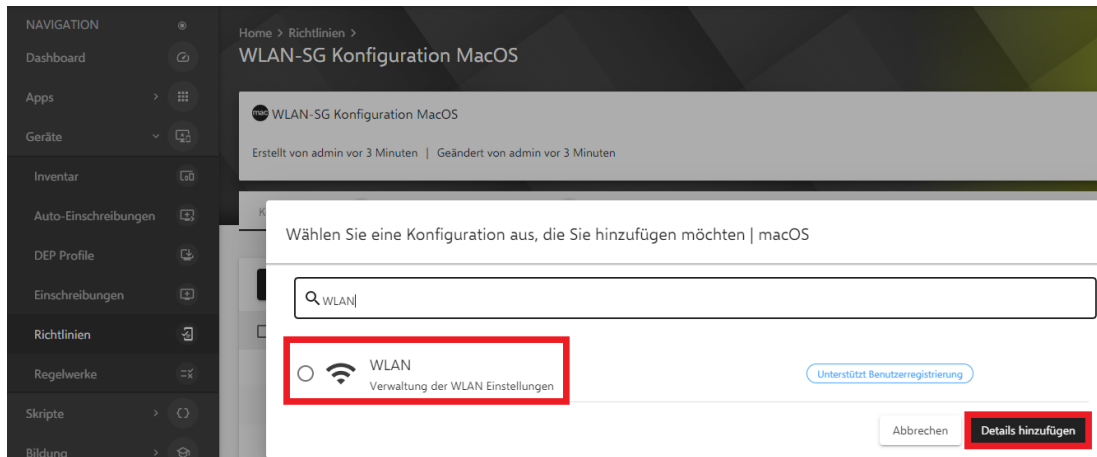 NAVIGATION
Dashboard
Apps
Geräte
Inventar
Auto-Einschreibungen
DEP Profile
Einschreibungen
Richtlinien
Regelwerke
Skripte
Bildung
Home > Richtlinien >
WLAN-SG Konfiguration MacOS
mac WLAN-SG Konfiguration MacOS
Erstellt von admin vor 3 Minuten | Geändert von admin vor 3 Minuten
K
Wählen Sie eine Konfiguration aus, die Sie hinzufügen möchten | macOS
WLAN
WLAN
Verwaltung der WLAN Einstellungen
Unterstützt Benutzerregistrierung
Abbrechen
Details hinzufügen